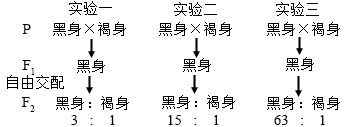 实验一 实验二 实验三
P 黑身×褐身 黑身×褐身 黑身×褐身
F₁ 黑身 黑身 黑身
自由交配
F₂ 黑身：褐身 黑身：褐身 黑身：褐身
3 : 1 15 : 1 63 : 1